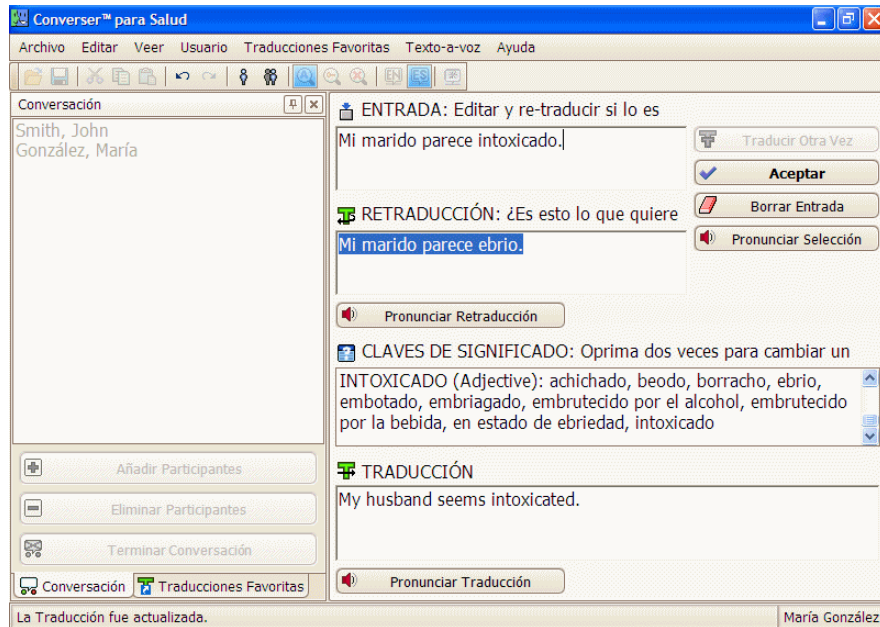 Converser™ para Salud
Archivo Editar Veer Usuario Traducciones Favoritas Texto-a-voz Ayuda
EN ES
Conversación
Smith, John
González, María
Añadir Participantes
Eliminar Participantes
Terminar Conversación
Conversación Traducciones Favoritas
ENTRADA: Editar y re-traducir si lo es
Mi marido parece intoxicado.
Traducir Otra Vez
Aceptar
Borrar Entrada
Pronunciar Selección
RETRADUCCIÓN: ¿Es esto lo que quiere
Mi marido parece ebrio.
Pronunciar Retraducción
CLAVES DE SIGNIFICADO: Oprima dos veces para cambiar un
INTOXICADO (Adjective): achichado, beodo, borracho, ebrio,
embotado, embriagado, embrutecido por el alcohol, embrutecido
por la bebida, en estado de ebriedad, intoxicado
TRADUCCIÓN
My husband seems intoxicated.
Pronunciar Traducción
La Traducción fue actualizada.
María González